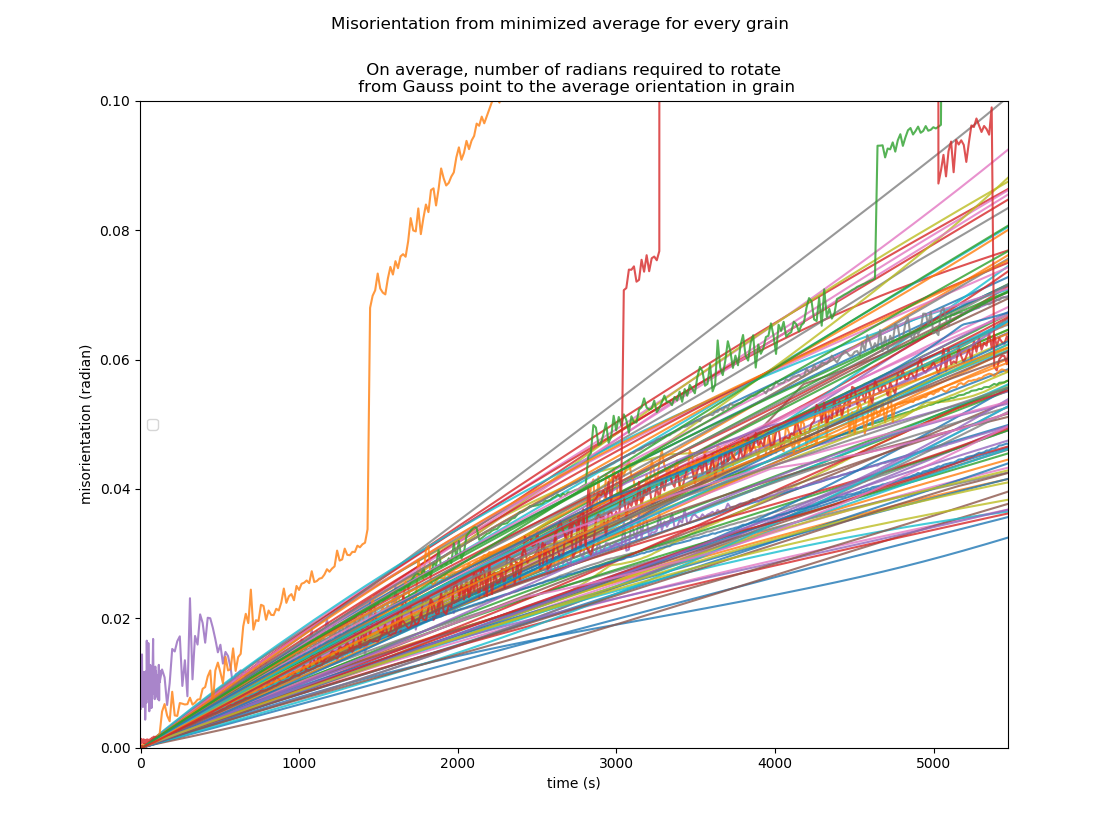 Misorientation from minimized average for every grain
On average, number of radians required to rotate
from Gauss point to the average orientation in grain
0.10
0.08
0.06
0.04
0.02
0.00
misorientation (radian)
0 1000 2000 3000 4000 5000
time (s)